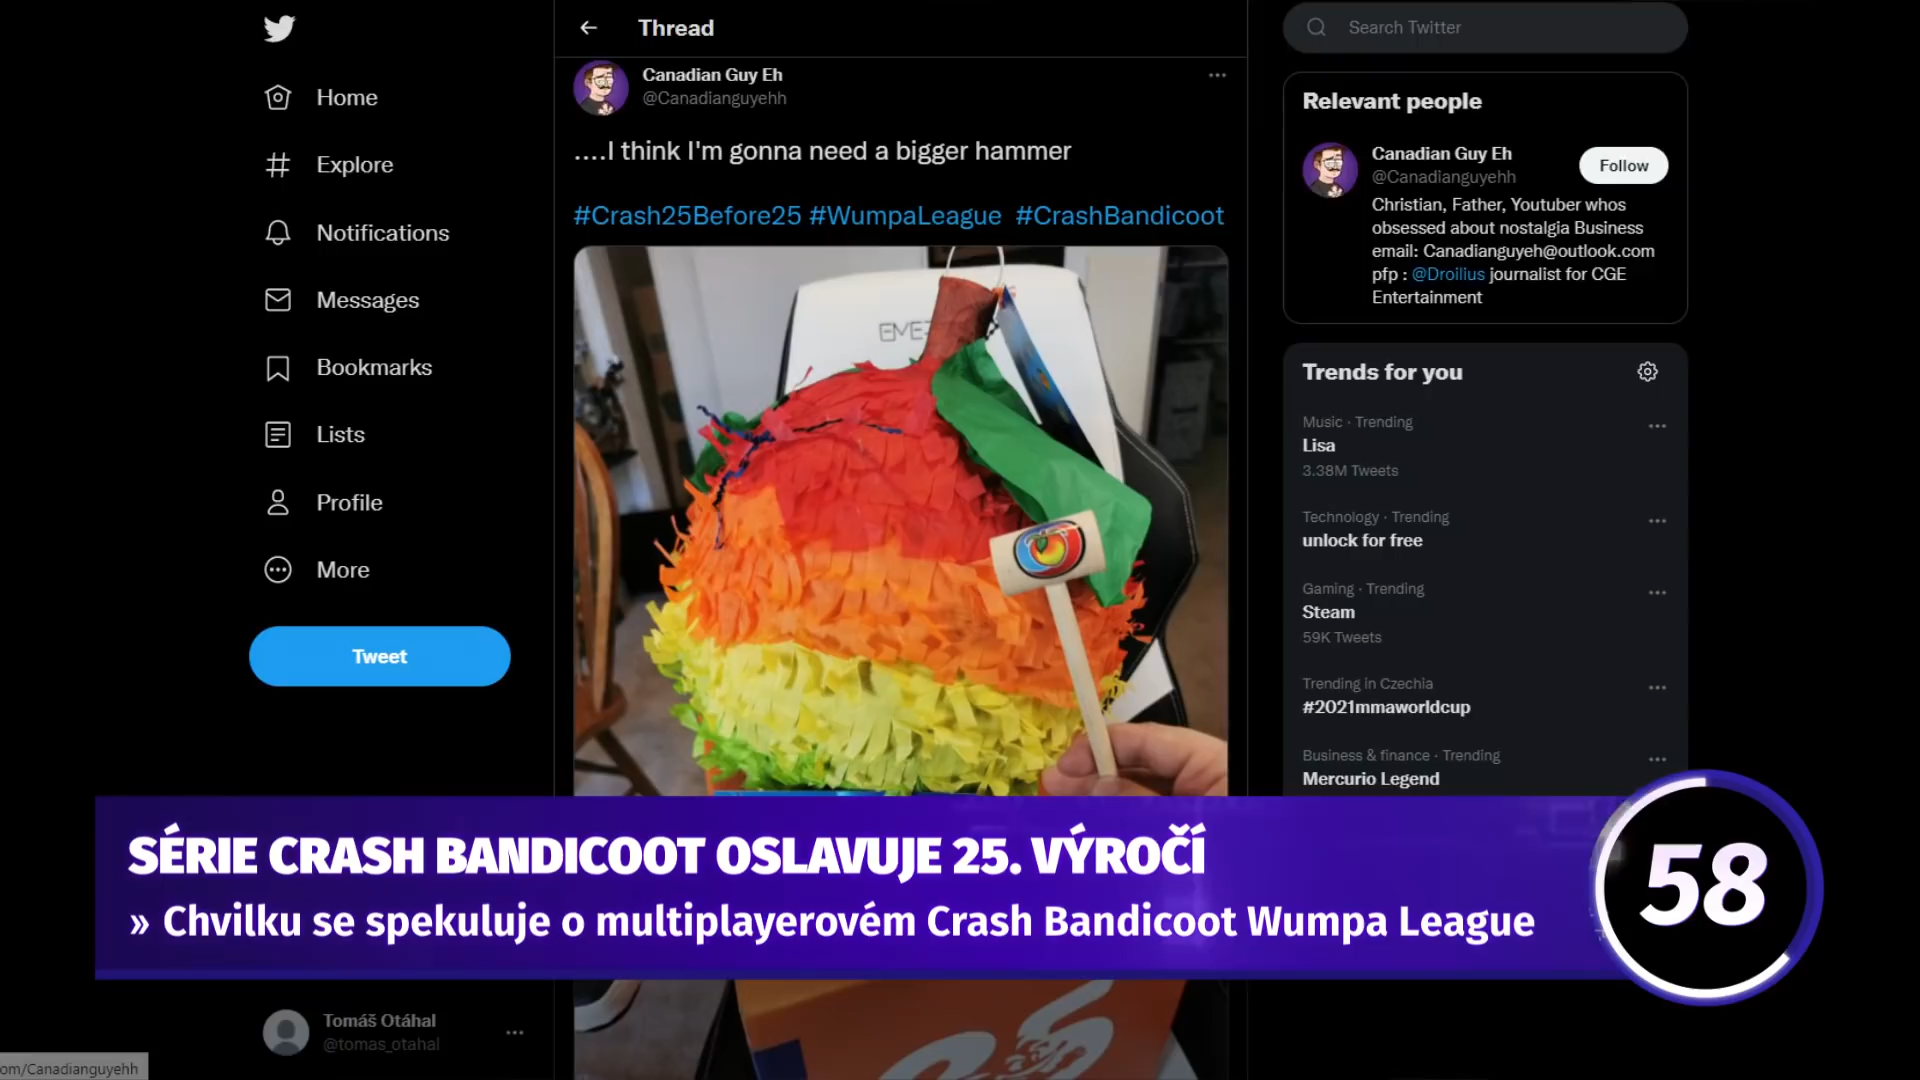 Home
Explore
Notifications
Messages
Bookmarks
Lists
Profile
More
Tweet
Tomáš Otáhal
@tomas_otahal
om/Canadianguyehh
Thread
Canadian Guy Eh
@Canadianguyehh
....I think I'm gonna need a bigger hammer
#Crash25Before25 #WumpaLeague #CrashBandicoot
Search Twitter
Relevant people
Canadian Guy Eh
@Canadianguyehh
Follow
Christian, Father, Youtuber whos
obsessed about nostalgia Business
email: Canadianguyeh@outlook.com
pfp : @Droilius journalist for CGE
Entertainment
Trends for you
Music · Trending
Lisa
3.38M Tweets
Technology · Trending
unlock for free
Gaming · Trending
Steam
59K Tweets
Trending in Czechia
#2021mmaworldcup
Business & finance · Trending
Mercurio Legend
SÉRIE CRASH BANDICOOT OSLAVUJE 25. VÝROČÍ
» Chvilku se spekuluje o multiplayerovém Crash Bandicoot Wumpa League
58